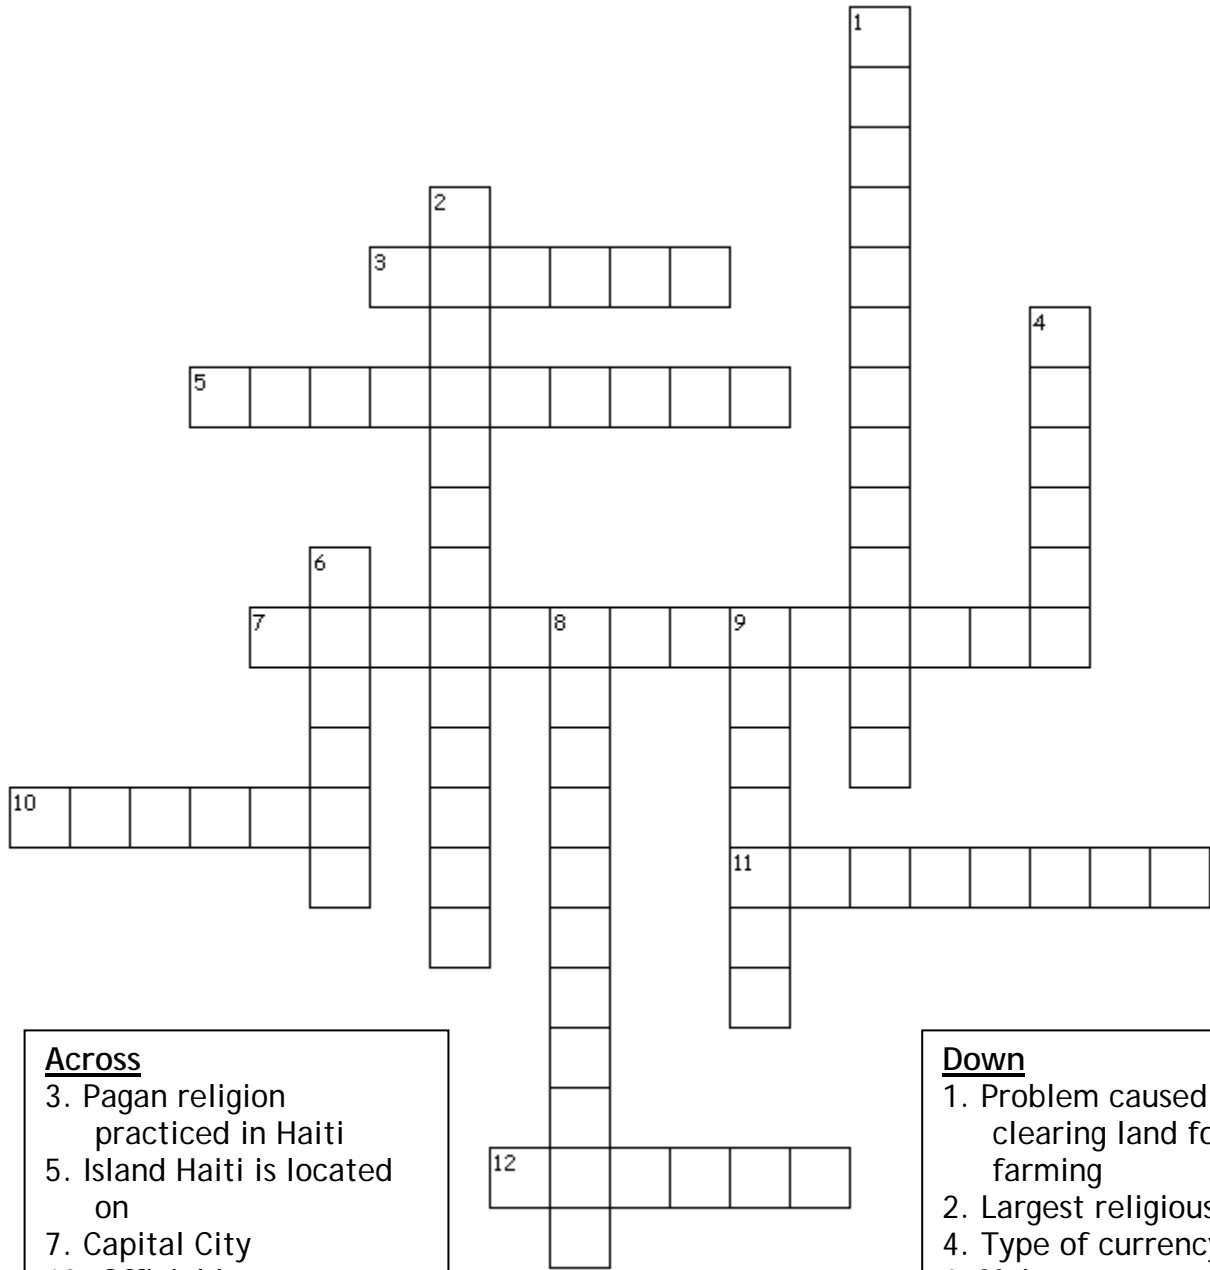 1
2
3
4
5
6
7
8
9
10
11
12
Across
3. Pagan religion
practiced in Haiti
5. Island Haiti is located
on
7. Capital City
Down
1. Problem caused
clearing land
farming
2. Largest religious
4. Type of currency